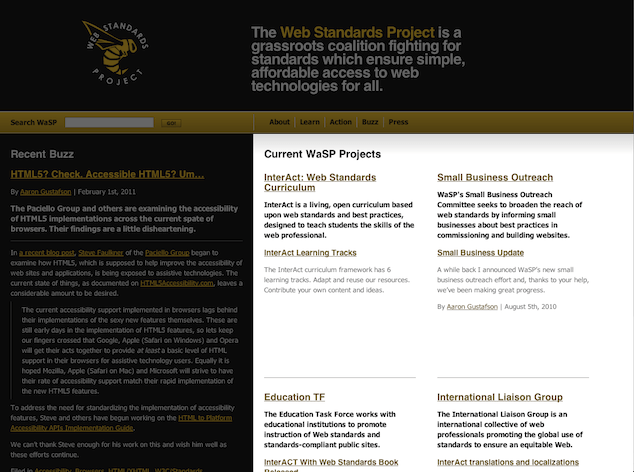 WEB STANDARDS
PROJECT
The Web Standards Project is a
grassroots coalition fighting for
standards which ensure simple,
affordable access to web
technologies for all.
Search WaSP GO! About Learn Action Buzz Press
Recent Buzz
HTML5? Check. Accessible HTML5? Um…
By Aaron Gustafson | February 1st, 2011
The Paciello Group and others are examining the accessibility
of HTML5 implementations across the current spate of
browsers. Their findings are a little disheartening.
In a recent blog post, Steve Faulkner of the Paciello Group began to
examine how HTML5, which is supposed to help improve the accessibility of
web sites and applications, is being exposed to assistive technologies. The
current state of things, as documented on HTML5Accessibility.com, leaves a
considerable amount to be desired.
The current accessibility support implemented in browsers lags behind
their implementations of the sexy new features themselves. These are
still early days in the implementation of HTML5 features, so lets keep
our fingers crossed that Google, Apple (Safari on Windows) and Opera
will get their acts together to provide at least a basic level of HTML
support in their browsers for assistive technology users. Equally it is
hoped Mozilla, Apple (Safari on Mac) and Microsoft will strive to have
their rate of accessibility support match their rapid implementation of
the new HTML5 features.
To address the need for standardizing the implementation of accessibility
features, Steve and others have begun working on the HTML to Platform
Accessibility APIs Implementation Guide.
We can't thank Steve enough for his work on this and wish him well as
these efforts continue.
Filed in Accessibility, Browsers, HTML/XHTML, W3C/Standards
Current WaSP Projects
InterAct: Web Standards
Curriculum
InterAct is a living, open curriculum based
upon web standards and best practices,
designed to teach students the skills of the
web professional.
InterAct Learning Tracks
The InterAct curriculum framework has 6
learning tracks. Adapt and reuse our resources.
Contribute your own content and ideas.
Small Business Outreach
WaSP's Small Business Outreach
Committee seeks to broaden the reach of
web standards by informing small
businesses about best practices in
commissioning and building websites.
Small Business Update
A while back I announced WaSP's new small
business outreach effort and, thanks to your help,
we've been making great progress.
By Aaron Gustafson | August 5th, 2010
Education TF
The Education Task Force works with
educational institutions to promote
instruction of Web standards and
standards-compliant public sites.
InterACT With Web Standards Book
Released
International Liaison Group
The International Liaison Group is an
international collective of web
professionals promoting the global use of
standards to ensure an equitable Web.
InterAct translations and localizations